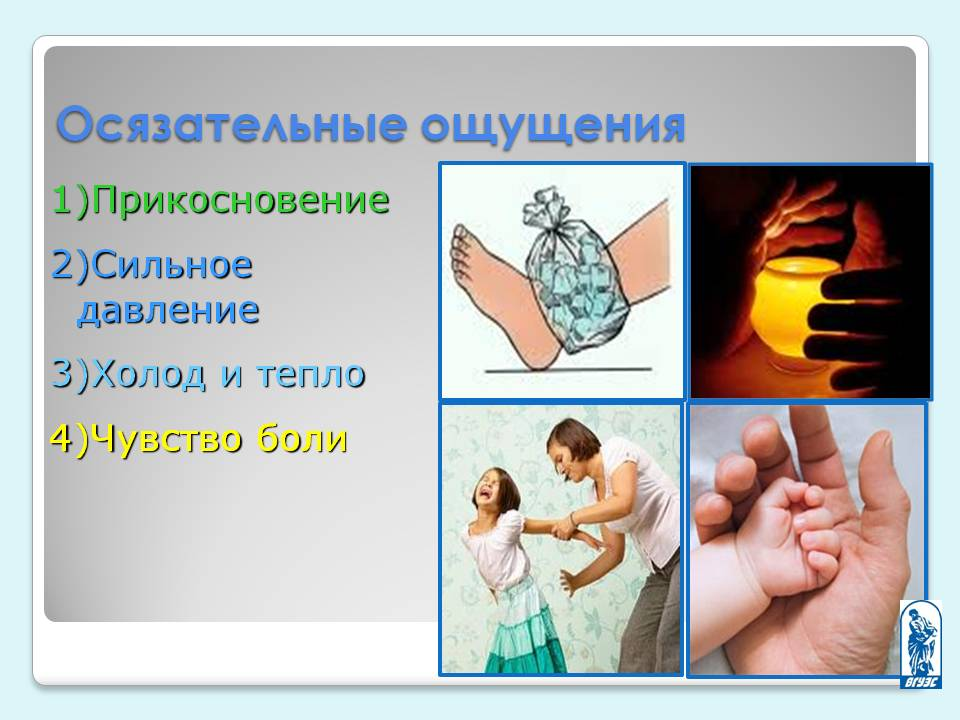 Осязательные ощущения
1)Прикосновение
2)Сильное
давление
3)Холод и тепло
4)Чувство боли
ВГУЭС